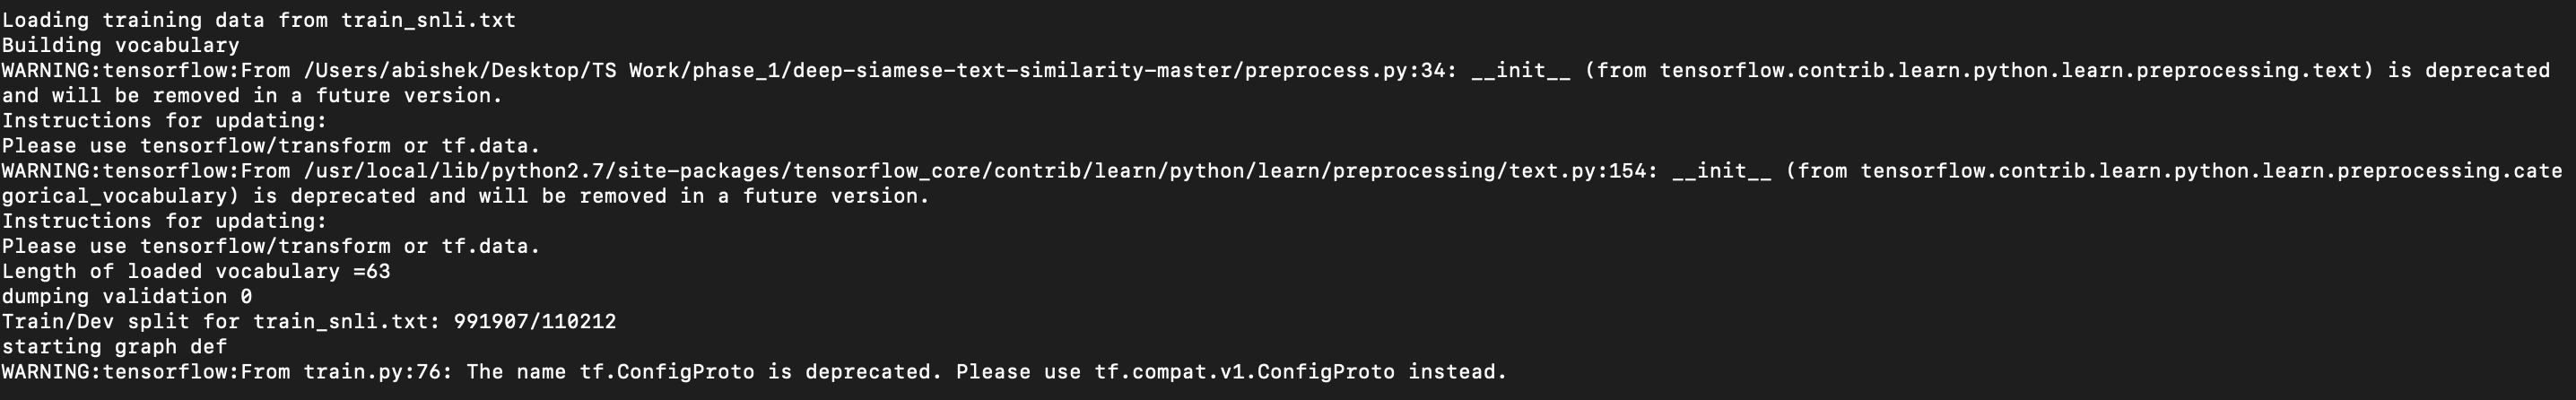 Loading training data from train_snli.txt
Building vocabulary
WARNING:tensorflow:From /Users/abishek/Desktop/TS Work/phase_1/deep-siamese-text-similarity-master/preprocess.py:34: __init__ (from tensorflow.contrib.learn.python.learn.preprocessing.text) is deprecated
and will be removed in a future version.
Instructions for updating:
Please use tensorflow/transform or tf.data.
WARNING:tensorflow:From /usr/local/lib/python2.7/site-packages/tensorflow_core/contrib/learn/python/learn/preprocessing/text.py:154: __init__ (from tensorflow.contrib.learn.python.learn.preprocessing.cate
gorical_vocabulary) is deprecated and will be removed in a future version.
Instructions for updating:
Please use tensorflow/transform or tf.data.
Length of loaded vocabulary =63
dumping validation 0
Train/Dev split for train_snli.txt: 991907/110212
starting graph def
WARNING:tensorflow:From train.py:76: The name tf.ConfigProto is deprecated. Please use tf.compat.v1.ConfigProto instead.